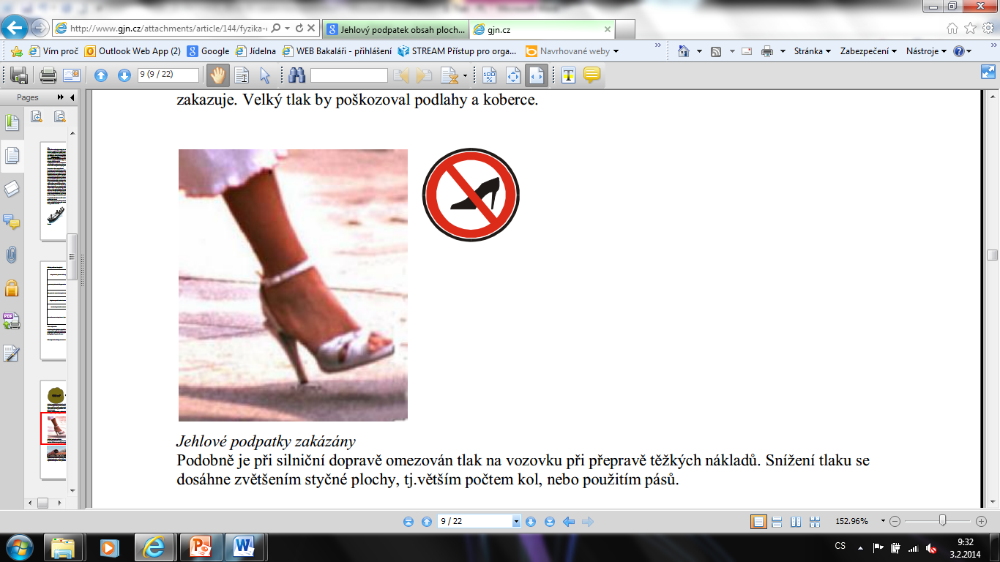 http://www.gjn.cz/attachments/article/144/fyzika-
Jehlový podpatek obsah ploch...
gjn.cz
Vím proč
Outlook Web App (2)
Google
Jídelna
WEB Bakaláři - přihlášení
STREAM Přístup pro orga...
Navrhované weby
Stránka
Zabezpečení
Nástroje
9 (9 / 22)
Pages
zakazuje. Velký tlak by poškozoval podlahy a koberce.
Jehlové podpatky zakázány
Podobně je při silniční dopravě omezován tlak na vozovku při přepravě těžkých nákladů. Snížení tlaku se
dosáhne zvětšením styčné plochy, tj.větším počtem kol, nebo použitím pásů.
9 / 22
152.96%
CS
9:32
3.2.2014